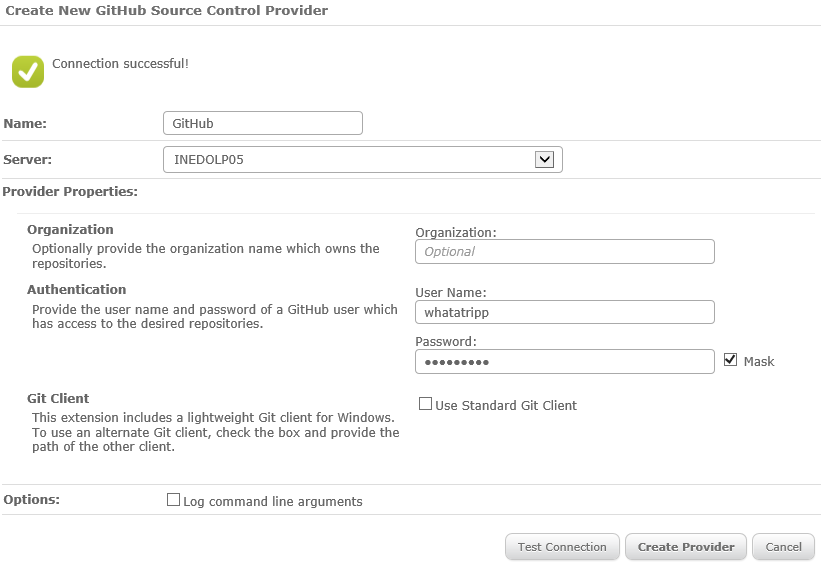 Create New GitHub Source Control Provider
Connection successful!
Name:
GitHub
Server:
INEDOLP05
Provider Properties:
Organization
Optionally provide the organization name which owns the
repositories.
Organization:
Optional
Authentication
Provide the user name and password of a GitHub user which
has access to the desired repositories.
User Name:
whatatripp
Password:
•••••••••
Mask
Git Client
This extension includes a lightweight Git client for Windows.
To use an alternate Git client, check the box and provide the
path of the other client.
Use Standard Git Client
Options:
Log command line arguments
Test Connection
Create Provider
Cancel